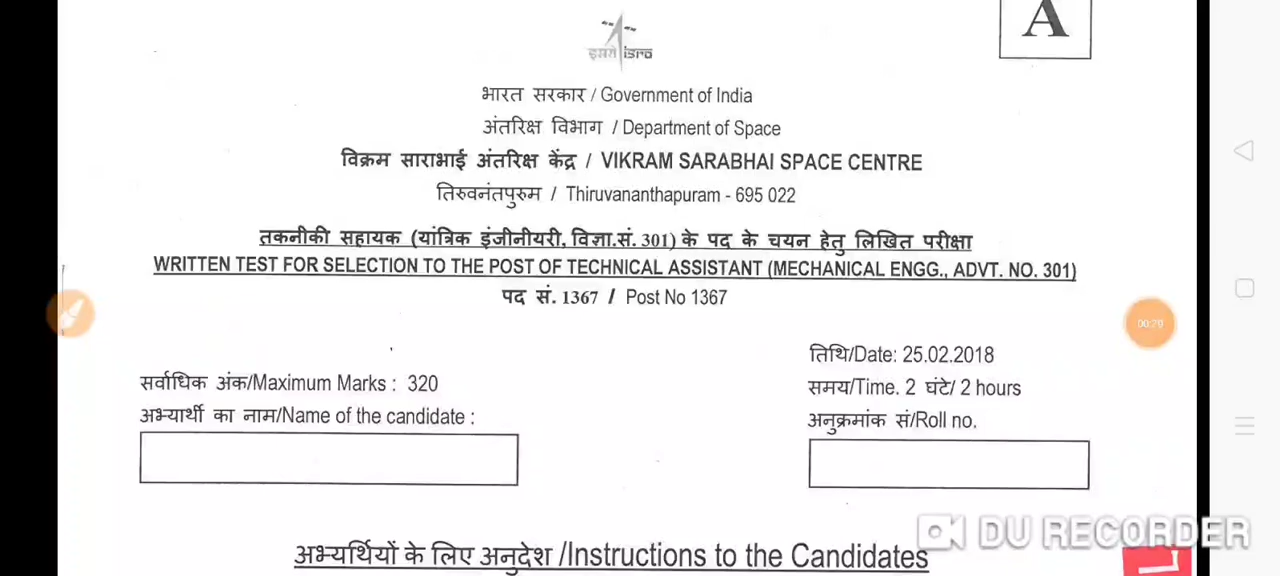 A
इसरो isro
भारत सरकार / Government of India
अंतरिक्ष विभाग / Department of Space
विक्रम साराभाई अंतरिक्ष केंद्र / VIKRAM SARABHAI SPACE CENTRE
तिरुवनंतपुरुम / Thiruvananthapuram - 695 022
तकनीकी सहायक (यांत्रिक इंजीनीयरी, विज्ञा.सं. 301) के पद के चयन हेतु लिखित परीक्षा
WRITTEN TEST FOR SELECTION TO THE POST OF TECHNICAL ASSISTANT (MECHANICAL ENGG., ADVT. NO. 301)
पद सं. 1367 / Post No 1367
तिथि/Date: 25.02.2018
सर्वाधिक अंक/Maximum Marks : 320
समय/Time. 2 घंटे/ 2 hours
अभ्यार्थी का नाम/Name of the candidate :
अनुक्रमांक सं/Roll no.
00:20
DU RECORDER
अभ्यर्थियों के लिए अनुदेश /Instructions to the Candidates